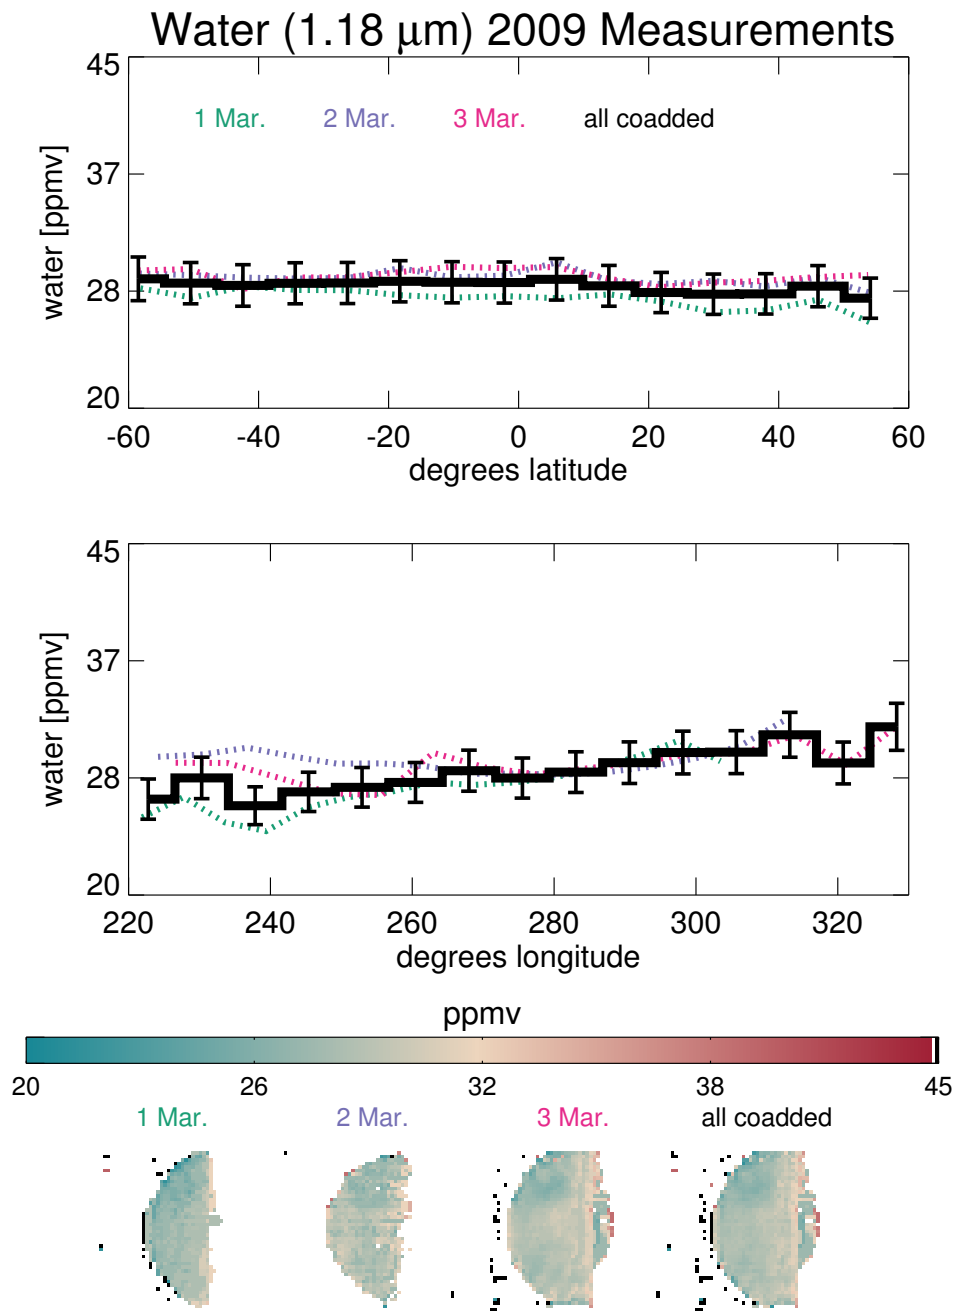 Water (1.18 μm) 2009 Measurements
45
1 Mar. 2 Mar. 3 Mar. all coadded
37
water [ppmv]
28
20
-60 -40 -20 0 20 40 60
degrees latitude
45
37
water [ppmv]
28
20
220 240 260 280 300 320
degrees longitude
ppmv
20 26 32 38 45
1 Mar. 2 Mar. 3 Mar. all coadded